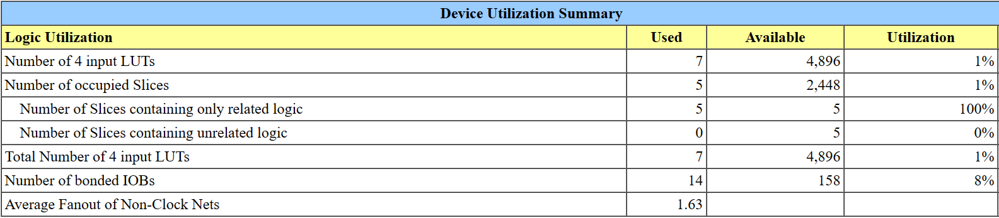 Device Utilization Summary
Logic Utilization Used Available Utilization
Number of 4 input LUTs 7 4,896 1%
Number of occupied Slices 5 2,448 1%
Number of Slices containing only related logic 5 5 100%
Number of Slices containing unrelated logic 0 5 0%
Total Number of 4 input LUTs 7 4,896 1%
Number of bonded IOBs 14 158 8%
Average Fanout of Non-Clock Nets 1.63